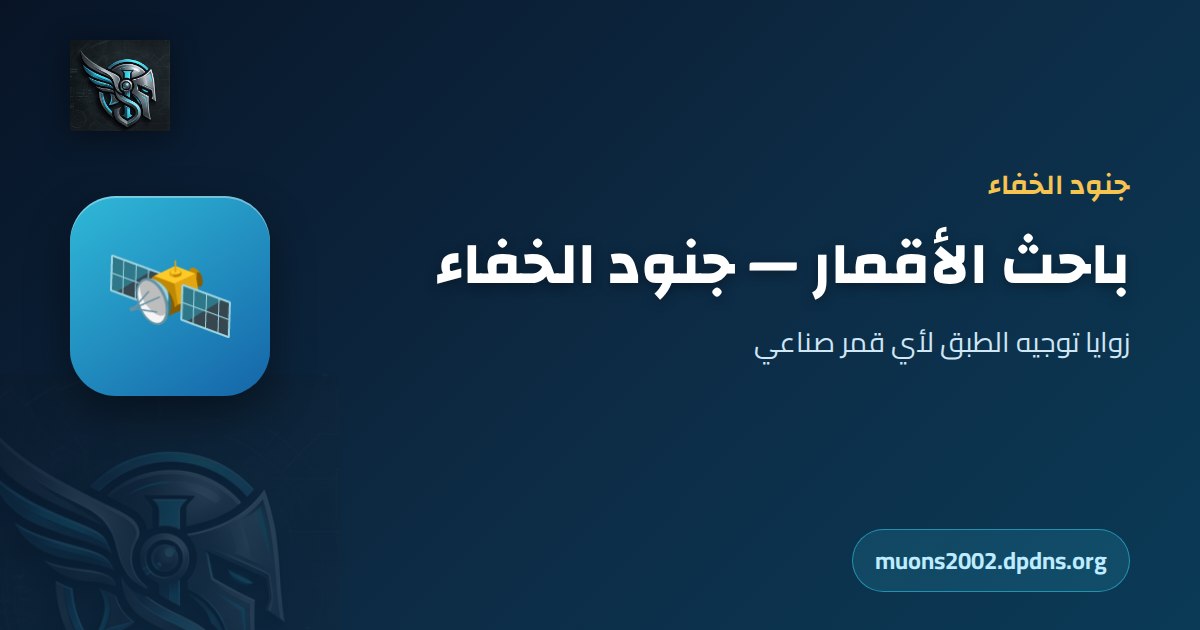 جنود الخفاء
باحث الأقمار — جنود الخفاء
زوايا توجيه الطبق لأي قمر صناعي
muons2002.dpdns.org